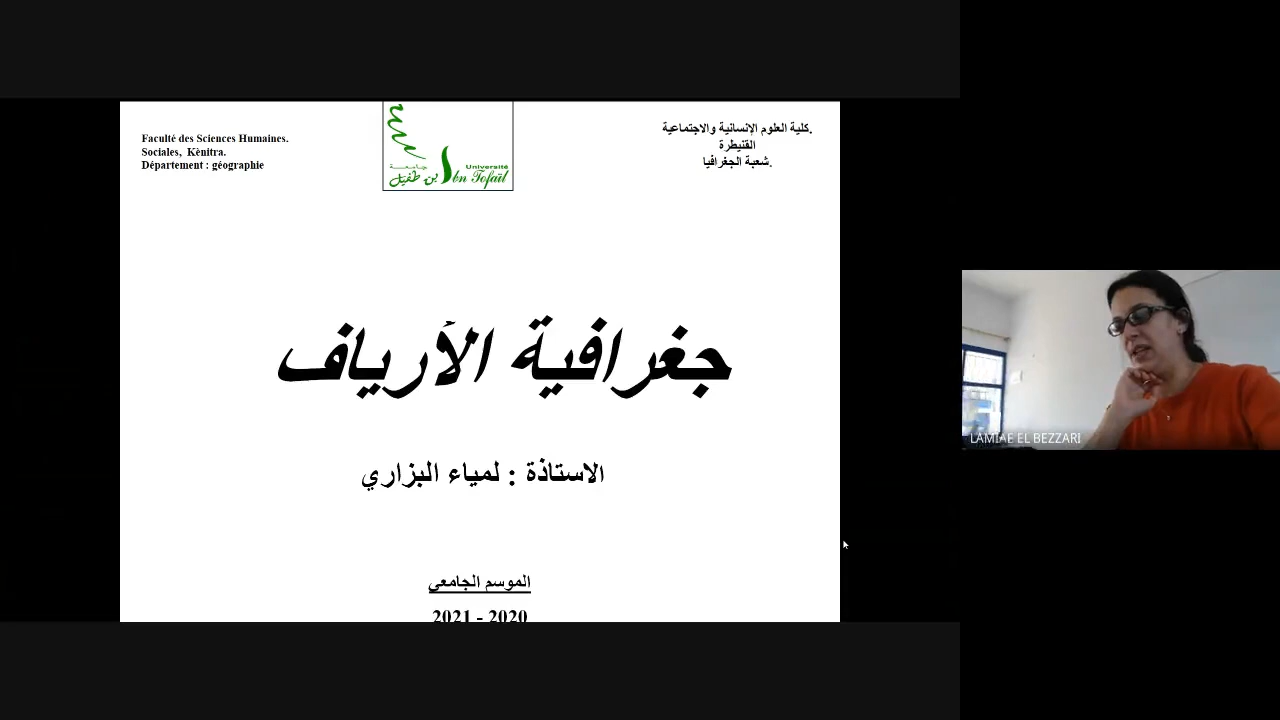 Faculté des Sciences Humaines.
Sociales, Kènitra.
Département : géographie
جامعة
ابن طفيل
Université
Ibn Tofaïl
كلية العلوم الإنسانية والاجتماعية.
القنيطرة
شعبة الجغرافيا.
جغرافية الأرياف
الاستاذة : لمياء البزاري
الموسم الجامعي
2021 - 2020
LAMIAE EL BEZZARI